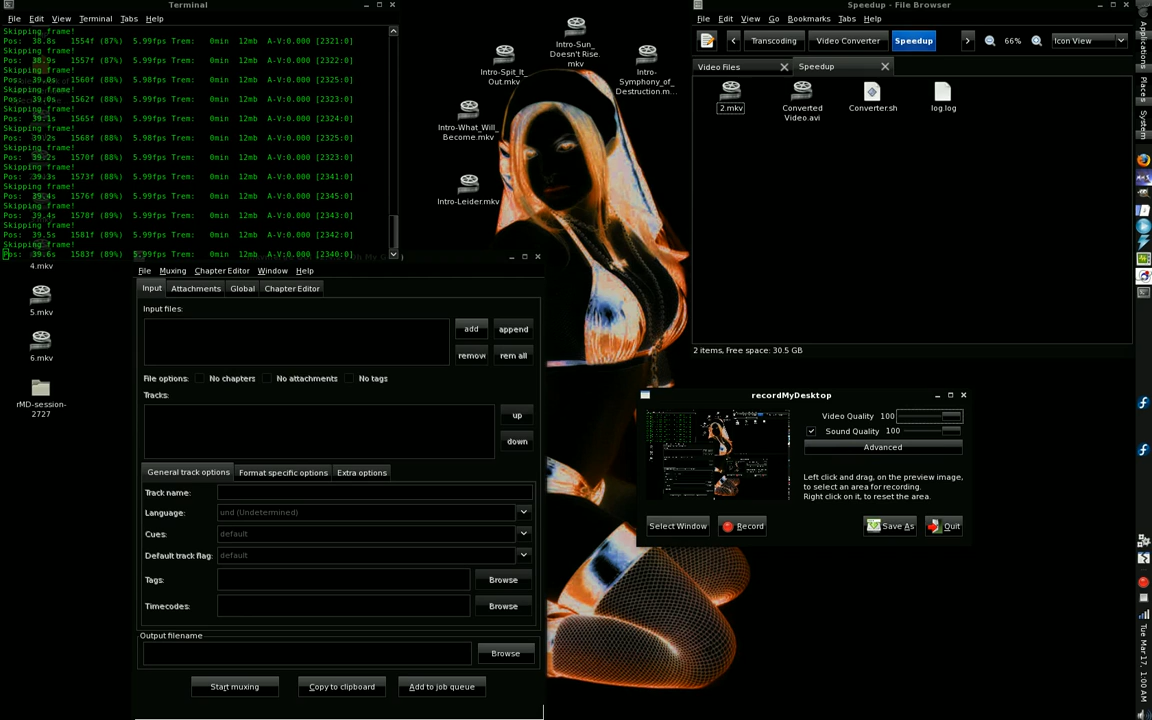 Terminal
File Edit View Terminal Tabs Help
Skipping frame!
Pos: 38.8s 1554f (87%) 5.99fps Trem: 0min 12mb A-V:0.000 [2321:0]
Skipping frame!
Pos: 38.9s 1557f (87%) 5.99fps Trem: 0min 12mb A-V:0.000 [2322:0]
Skipping frame!
Pos: 39.0s 1560f (88%) 5.98fps Trem: 0min 12mb A-V:0.000 [2325:0]
Skipping frame!
Pos: 39.0s 1562f (88%) 5.99fps Trem: 0min 12mb A-V:0.000 [2323:0]
Skipping frame!
Pos: 39.1s 1565f (88%) 5.99fps Trem: 0min 12mb A-V:0.000 [2324:0]
Skipping frame!
Pos: 39.2s 1568f (88%) 5.98fps Trem: 0min 12mb A-V:0.000 [2325:0]
Skipping frame!
Pos: 39.2s 1570f (88%) 5.99fps Trem: 0min 12mb A-V:0.000 [2323:0]
Skipping frame!
Pos: 39.3s 1573f (88%) 5.99fps Trem: 0min 12mb A-V:0.000 [2341:0]
Skipping frame!
Pos: 39.4s 1576f (89%) 5.99fps Trem: 0min 12mb A-V:0.000 [2345:0]
Skipping frame!
Pos: 39.4s 1578f (89%) 5.99fps Trem: 0min 12mb A-V:0.000 [2343:0]
Skipping frame!
Pos: 39.5s 1581f (89%) 5.99fps Trem: 0min 12mb A-V:0.000 [2342:0]
Skipping frame!
Pos: 39.6s 1583f (89%) 5.99fps Trem: 0min 12mb A-V:0.000 [2340:0]
4.mkv
5.mkv
6.mkv
rMD-session-
2727
Intro-Sun_
Doesn't Rise.
mkv
Intro-Spit_It_
Out.mkv
Intro-
Symphony_of_
Destruction.m...
Intro-What_Will_
Become.mkv
Intro-Leider.mkv
Speedup - File Browser
File Edit View Go Bookmarks Tabs Help
Transcoding Video Converter Speedup 66% Icon View
Video Files Speedup
2.mkv
Converted
Video.avi
Converter.sh
log.log
2 items, Free space: 30.5 GB
File Muxing Chapter Editor Window Help
Input Attachments Global Chapter Editor
Input files:
add append
remove rem all
File options: No chapters No attachments No tags
Tracks:
up
down
General track options Format specific options Extra options
Track name:
Language: und (Undetermined)
Cues: default
Default track flag: default
Tags: Browse
Timecodes: Browse
Output filename
Browse
Start muxing Copy to clipboard Add to job queue
recordMyDesktop
Video Quality 100
Sound Quality 100
Advanced
Left click and drag, on the preview image,
to select an area for recording.
Right click on it, to reset the area.
Select Window Record Save As Quit
Applications
Places
System
Tue Mar 17, 1:00 AM